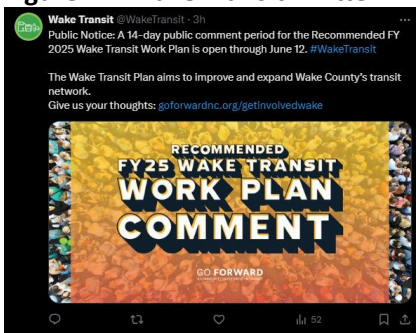 Wake Transit @WakeTransit · 3h
Public Notice: A 14-day public comment period for the Recommended FY
2025 Wake Transit Work Plan is open through June 12. #WakeTransit
The Wake Transit Plan aims to improve and expand Wake County's transit
network.
Give us your thoughts: goforwardnc.org/getinvolvedwake
RECOMMENDED
FY25 WAKE TRANSIT
WORK PLAN
COMMENT
GO FORWARD
52